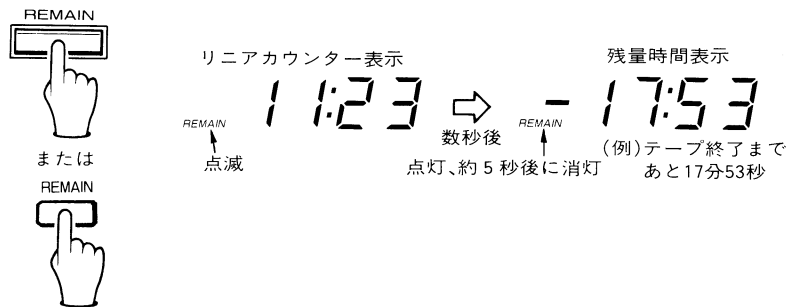 REMAIN
または
REMAIN
リニアカウンター表示
REMAIN 11:23
点滅
数秒後
残量時間表示
REMAIN -17:53
点灯、約5秒後に消灯
(例)テープ終了まで
あと17分53秒